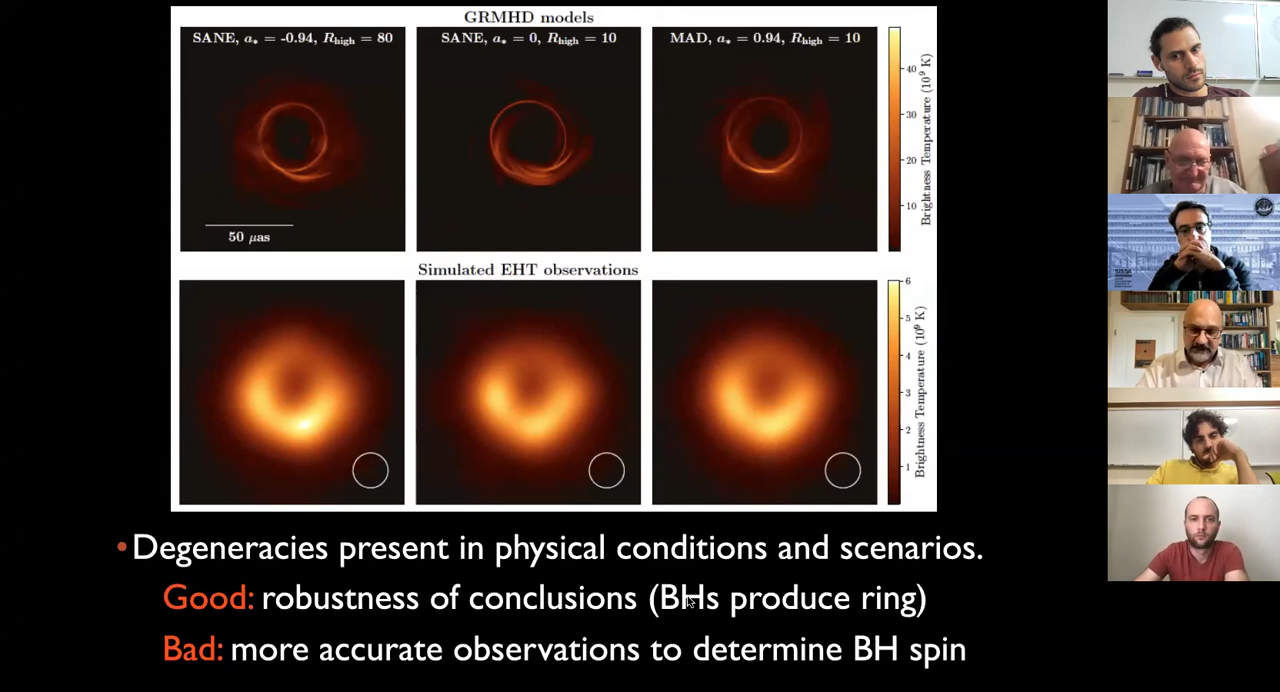 GRMHD models
SANE, a* = -0.94, Rhigh = 80
SANE, a* = 0, Rhigh = 10
MAD, a* = 0.94, Rhigh = 10
50 μas
40
30
20
10
Brightness Temperature (10⁹ K)
Simulated EHT observations
6
5
4
3
2
1
Brightness Temperature (10⁹ K)
•Degeneracies present in physical conditions and scenarios.
Good: robustness of conclusions (BHs produce ring)
Bad: more accurate observations to determine BH spin
SISSA